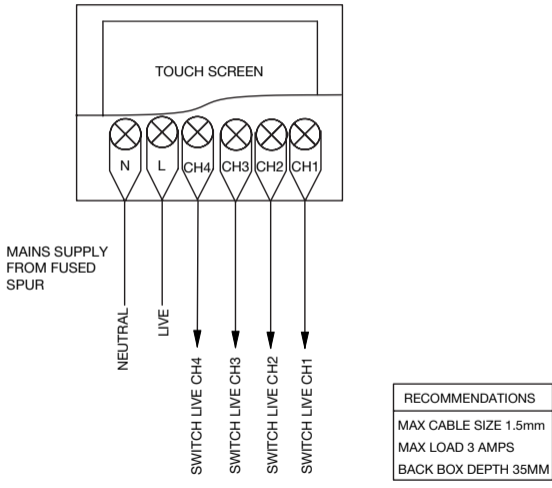 TOUCH SCREEN
N
L
CH4
CH3
CH2
CH1
MAINS SUPPLY
FROM FUSED
SPUR
NEUTRAL
LIVE
SWITCH LIVE CH4
SWITCH LIVE CH3
SWITCH LIVE CH2
SWITCH LIVE CH1
RECOMMENDATIONS
MAX CABLE SIZE 1.5mm
MAX LOAD 3 AMPS
BACK BOX DEPTH 35MM